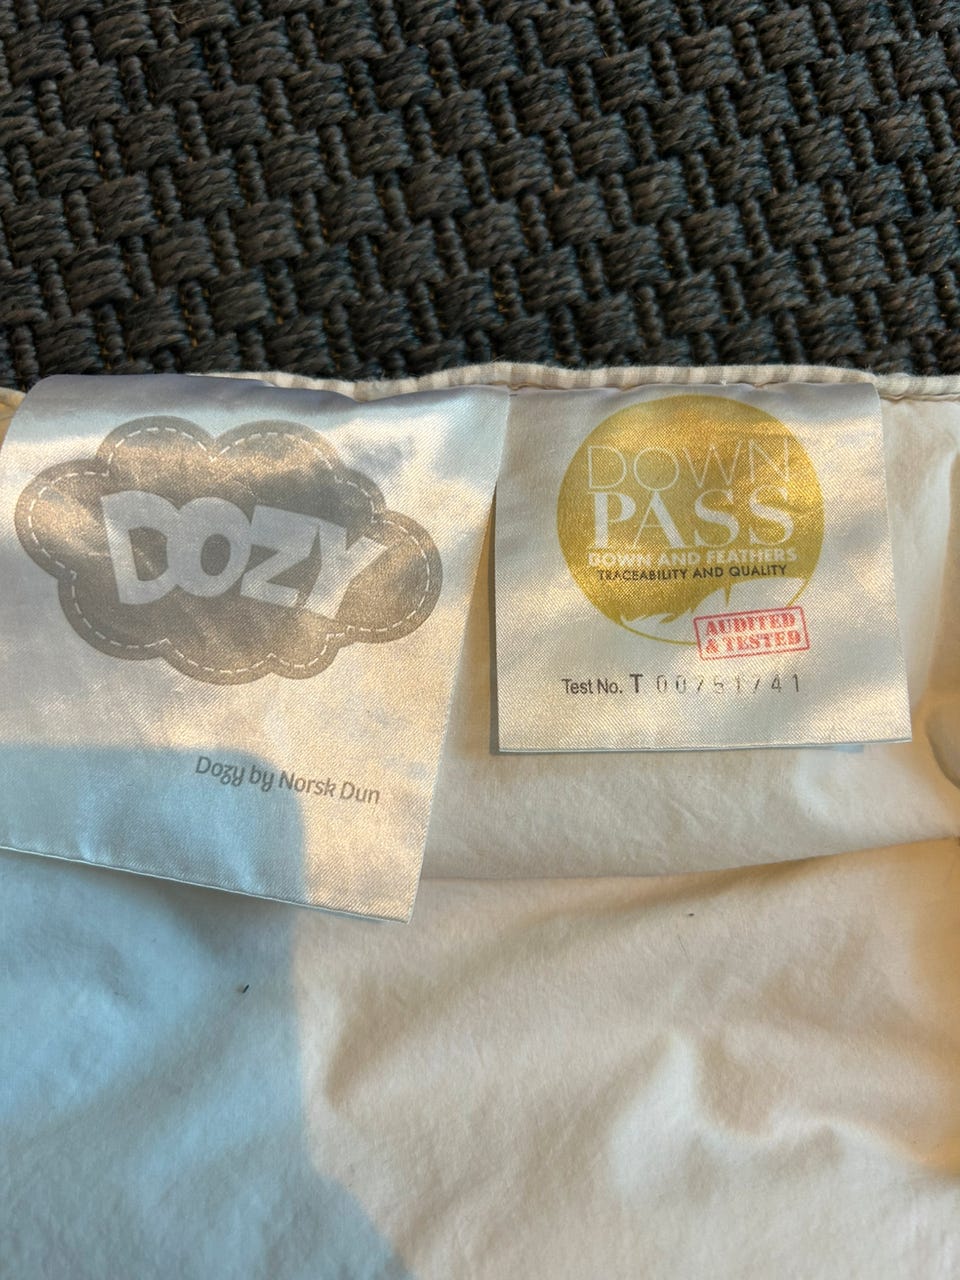 DOZY
Dozy by Norsk Dun
DOWN
PASS
DOWN AND FEATHERS
TRACEABILITY AND QUALITY
AUDITED
& TESTED
Test No. T 00751741